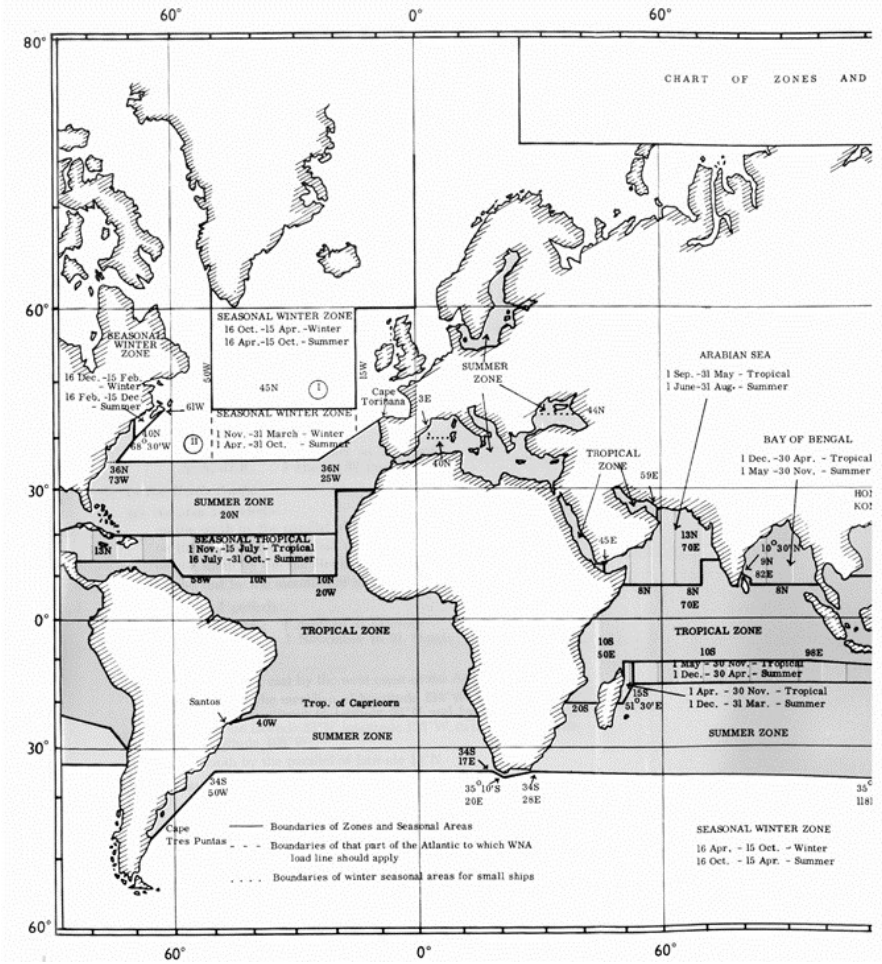 60° 0° 60°
80°
CHART OF ZONES AND
60°
SEASONAL WINTER ZONE
16 Oct. -15 Apr. -Winter
16 Apr. -15 Oct. - Summer
SEASONAL
WINTER
ZONE
16 Dec. -15 Feb.
- Winter
16 Feb. -15 Dec.
- Summer
50W
15W
45N
I
61W
40N
68°30'W
II
SEASONAL WINTER ZONE
1 Nov. -31 March - Winter
1 Apr. -31 Oct. - Summer
Cape
Torinana
3E
SUMMER
ZONE
44N
40N
ARABIAN SEA
1 Sep. -31 May - Tropical
1 June-31 Aug. - Summer
BAY OF BENGAL
1 Dec. -30 Apr. - Tropical
1 May -30 Nov. - Summer
TROPICAL
ZONE
59E
HON
KON
36N
73W
36N
25W
30°
SUMMER ZONE
20N
SEASONAL TROPICAL
1 Nov. -15 July - Tropical
16 July -31 Oct. - Summer
13N
58W
10N
10N
20W
45E
13N
70E
10°30'N
9N
82E
8N
8N
70E
8N
0°
TROPICAL ZONE
TROPICAL ZONE
10S
50E
10S
98E
1 May - 30 Nov. - Tropical
1 Dec. - 30 Apr. - Summer
1 Apr. - 30 Nov. - Tropical
1 Dec. - 31 Mar. - Summer
15S
51°30'E
20S
Santos
40W
Trop. of Capricorn
SUMMER ZONE
SUMMER ZONE
30°
34S
17E
34S
50W
35°10'S
20E
34S
28E
35°
118E
Cape
Tres Puntas
Boundaries of Zones and Seasonal Areas
Boundaries of that part of the Atlantic to which WNA
load line should apply
Boundaries of winter seasonal areas for small ships
SEASONAL WINTER ZONE
16 Apr. - 15 Oct. - Winter
16 Oct. - 15 Apr. - Summer
60°
60° 0° 60°